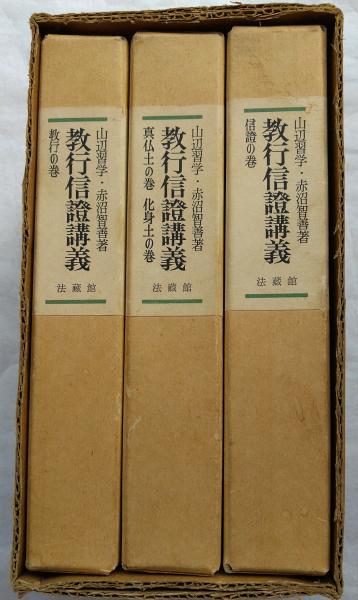 山辺習学・赤沼智善著
教行信證講義
信證の巻
法藏館
山辺習学・赤沼智善著
教行信證講義
真仏土の巻 化身土の巻
法藏館
山辺習学・赤沼智善著
教行信證講義
教行の巻
法藏館